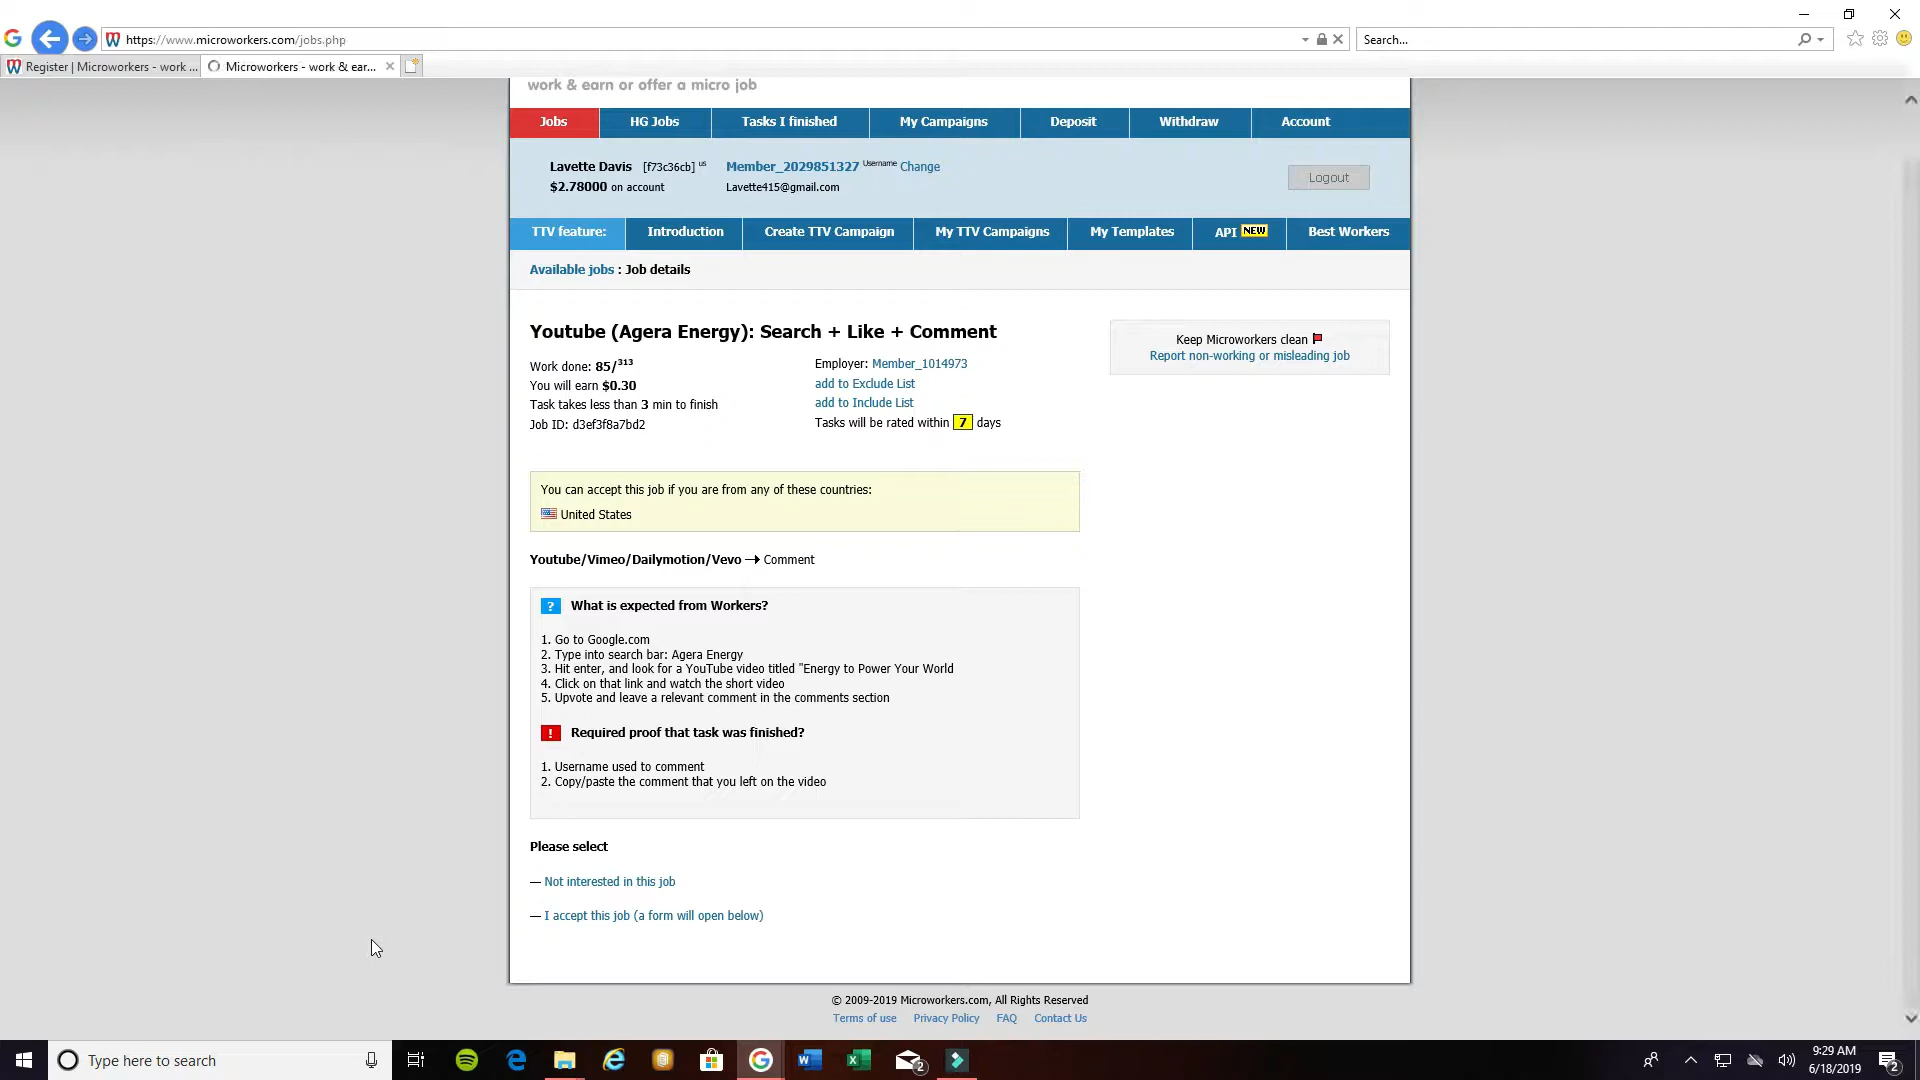 https://www.microworkers.com/jobs.php
Search...
Register | Microworkers - work ...
Microworkers - work & ear...
work & earn or offer a micro job
Jobs
HG Jobs
Tasks I finished
My Campaigns
Deposit
Withdraw
Account
Lavette Davis [f73c36cb] us
Member_2029851327 Username Change
$2.78000 on account
Lavette415@gmail.com
Logout
TTV feature:
Introduction
Create TTV Campaign
My TTV Campaigns
My Templates
API NEW
Best Workers
Available jobs : Job details
Youtube (Agera Energy): Search + Like + Comment
Work done: 85/313
You will earn $0.30
Task takes less than 3 min to finish
Job ID: d3ef3f8a7bd2
Employer: Member_1014973
add to Exclude List
add to Include List
Tasks will be rated within 7 days
Keep Microworkers clean
Report non-working or misleading job
You can accept this job if you are from any of these countries:
United States
Youtube/Vimeo/Dailymotion/Vevo → Comment
? What is expected from Workers?
1. Go to Google.com
2. Type into search bar: Agera Energy
3. Hit enter, and look for a YouTube video titled "Energy to Power Your World
4. Click on that link and watch the short video
5. Upvote and leave a relevant comment in the comments section
! Required proof that task was finished?
1. Username used to comment
2. Copy/paste the comment that you left on the video
Please select
— Not interested in this job
— I accept this job (a form will open below)
© 2009-2019 Microworkers.com, All Rights Reserved
Terms of use Privacy Policy FAQ Contact Us
Type here to search
2
9:29 AM
6/18/2019
2